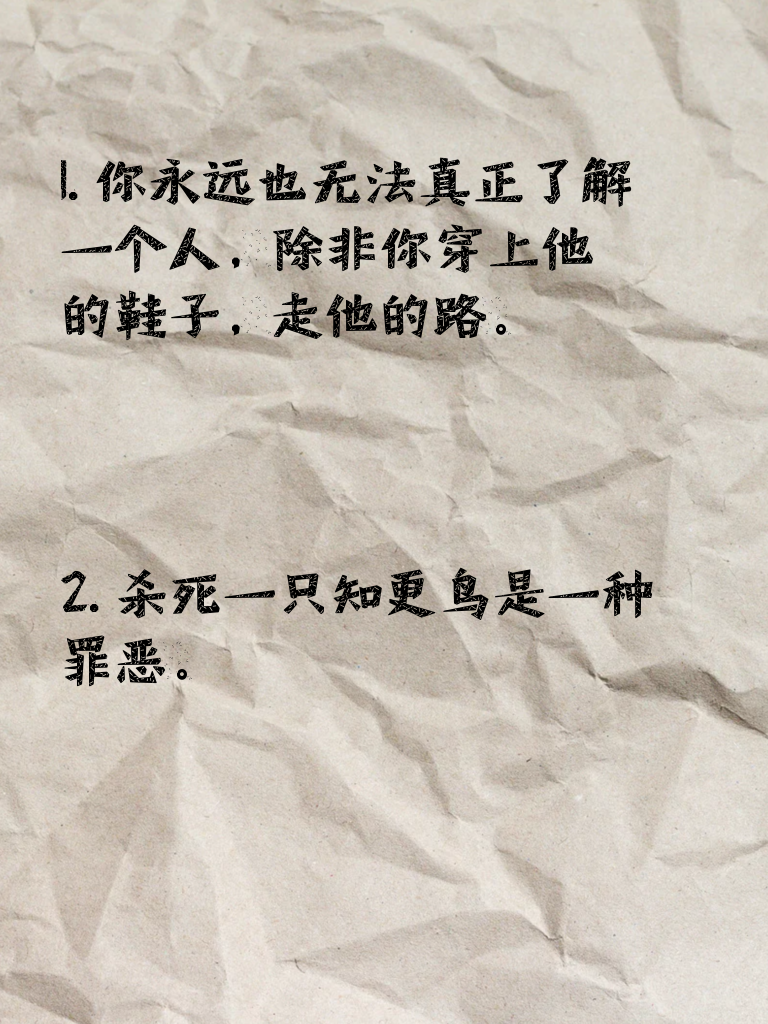 1. 你永远也无法真正了解
一个人，除非你穿上他
的鞋子，走他的路。
2. 杀死一只知更鸟是一种
罪恶。